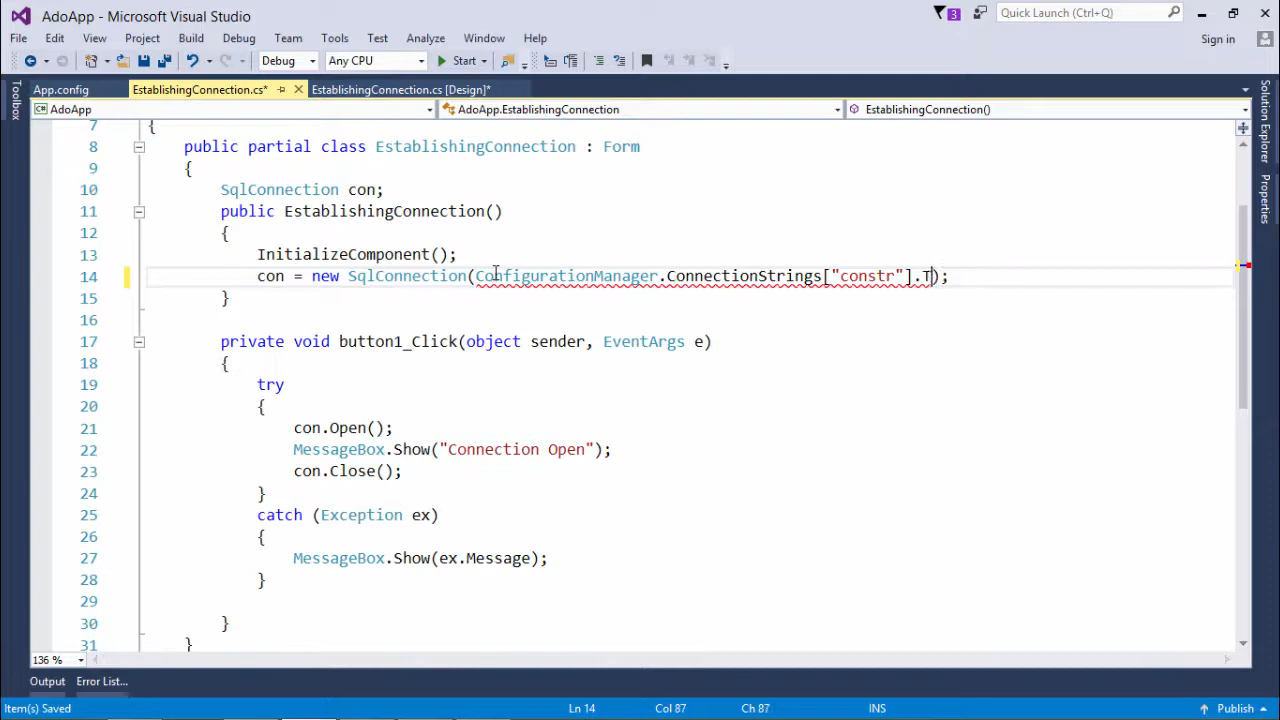 AdoApp - Microsoft Visual Studio
3
Quick Launch (Ctrl+Q)
File Edit View Project Build Debug Team Tools Test Analyze Window Help
Sign in
Debug Any CPU Start
App.config EstablishingConnection.cs* EstablishingConnection.cs [Design]*
Toolbox
AdoApp AdoApp.EstablishingConnection EstablishingConnection()
Solution Explorer
Properties
7 {
8 public partial class EstablishingConnection : Form
9 {
10 SqlConnection con;
11 public EstablishingConnection()
12 {
13 InitializeComponent();
14 con = new SqlConnection(ConfigurationManager.ConnectionStrings["constr"].T);
15 }
16
17 private void button1_Click(object sender, EventArgs e)
18 {
19 try
20 {
21 con.Open();
22 MessageBox.Show("Connection Open");
23 con.Close();
24 }
25 catch (Exception ex)
26 {
27 MessageBox.Show(ex.Message);
28 }
29
30 }
31 }
136 %
Output Error List...
Item(s) Saved Ln 14 Col 87 Ch 87 INS Publish